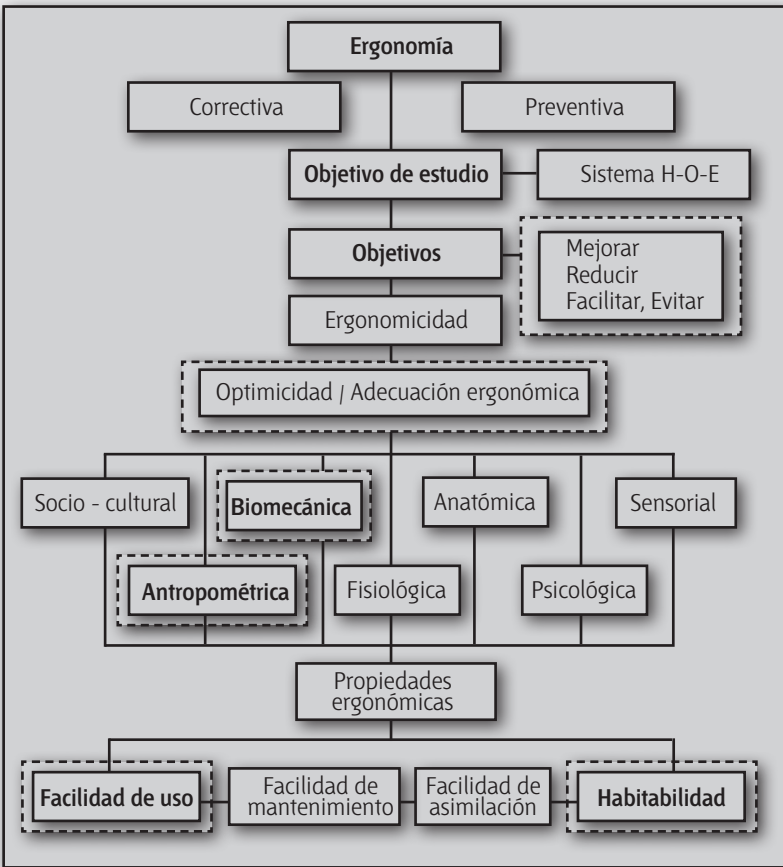 Ergonomía
Correctiva
Preventiva
Objetivo de estudio
Sistema H-O-E
Objetivos
Mejorar
Reducir
Facilitar, Evitar
Ergonomicidad
Optimicidad / Adecuación ergonómica
Socio - cultural
Biomecánica
Anatómica
Sensorial
Antropométrica
Fisiológica
Psicológica
Propiedades
ergonómicas
Facilidad de uso
Facilidad de
mantenimiento
Facilidad de
asimilación
Habitabilidad